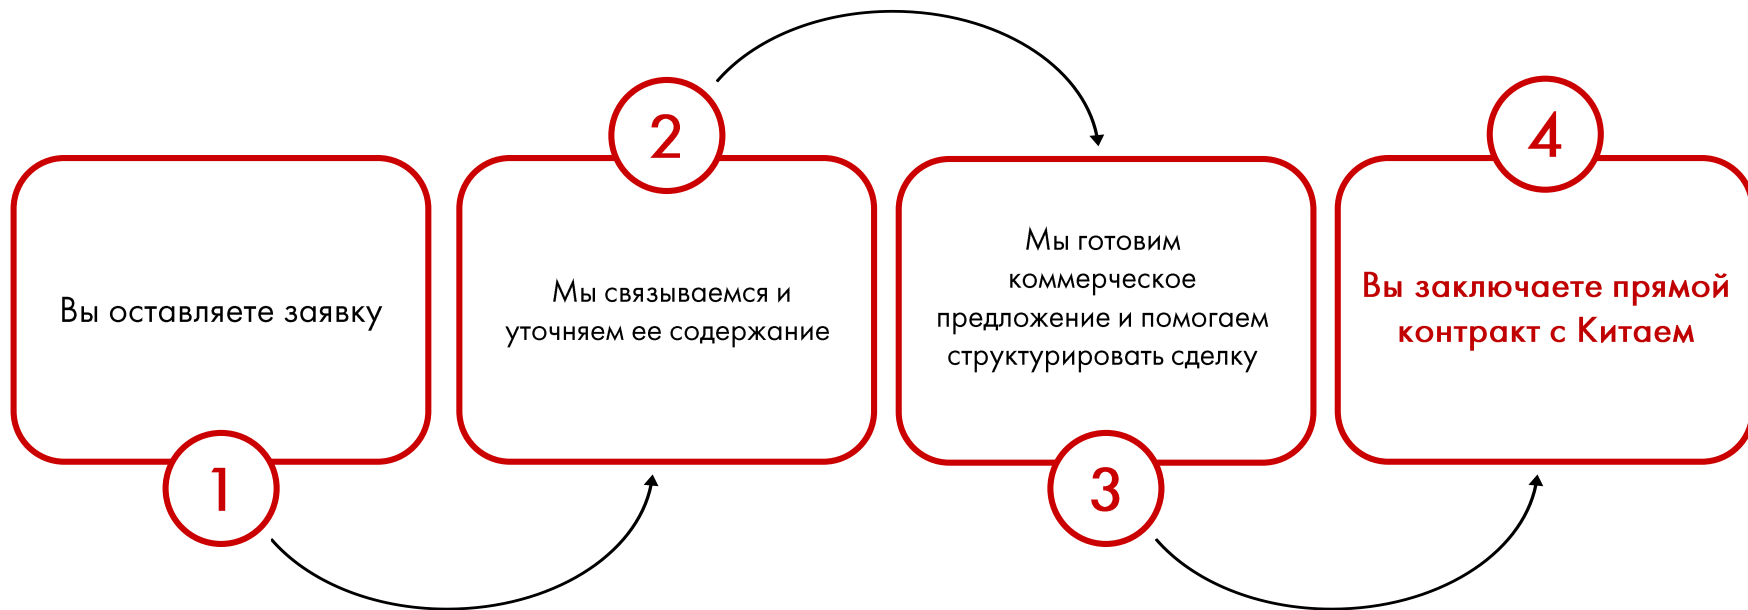 1
Вы оставляете заявку
2
Мы связываемся и
уточняем ее содержание
3
Мы готовим
коммерческое
предложение и помогаем
структурировать сделку
4
Вы заключаете прямой
контракт с Китаем